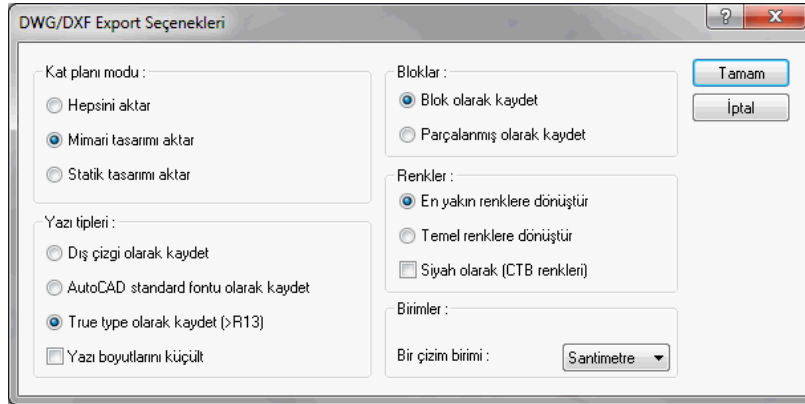 DWG/DXF Export Seçenekleri
Kat planı modu :
Hepsini aktar
Mimari tasarımı aktar
Statik tasarımı aktar
Yazı tipleri :
Dış çizgi olarak kaydet
AutoCAD standard fontu olarak kaydet
True type olarak kaydet (>R13)
Yazı boyutlarını küçült
Bloklar :
Blok olarak kaydet
Parçalanmış olarak kaydet
Renkler :
En yakın renklere dönüştür
Temel renklere dönüştür
Siyah olarak (CTB renkleri)
Birimler :
Bir çizim birimi : Santimetre
Tamam
İptal